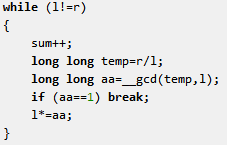 while (l!=r)
{
    sum++;
    long long temp=r/l;
    long long aa=__gcd(temp,l);
    if (aa==1) break;
    l*=aa;
}